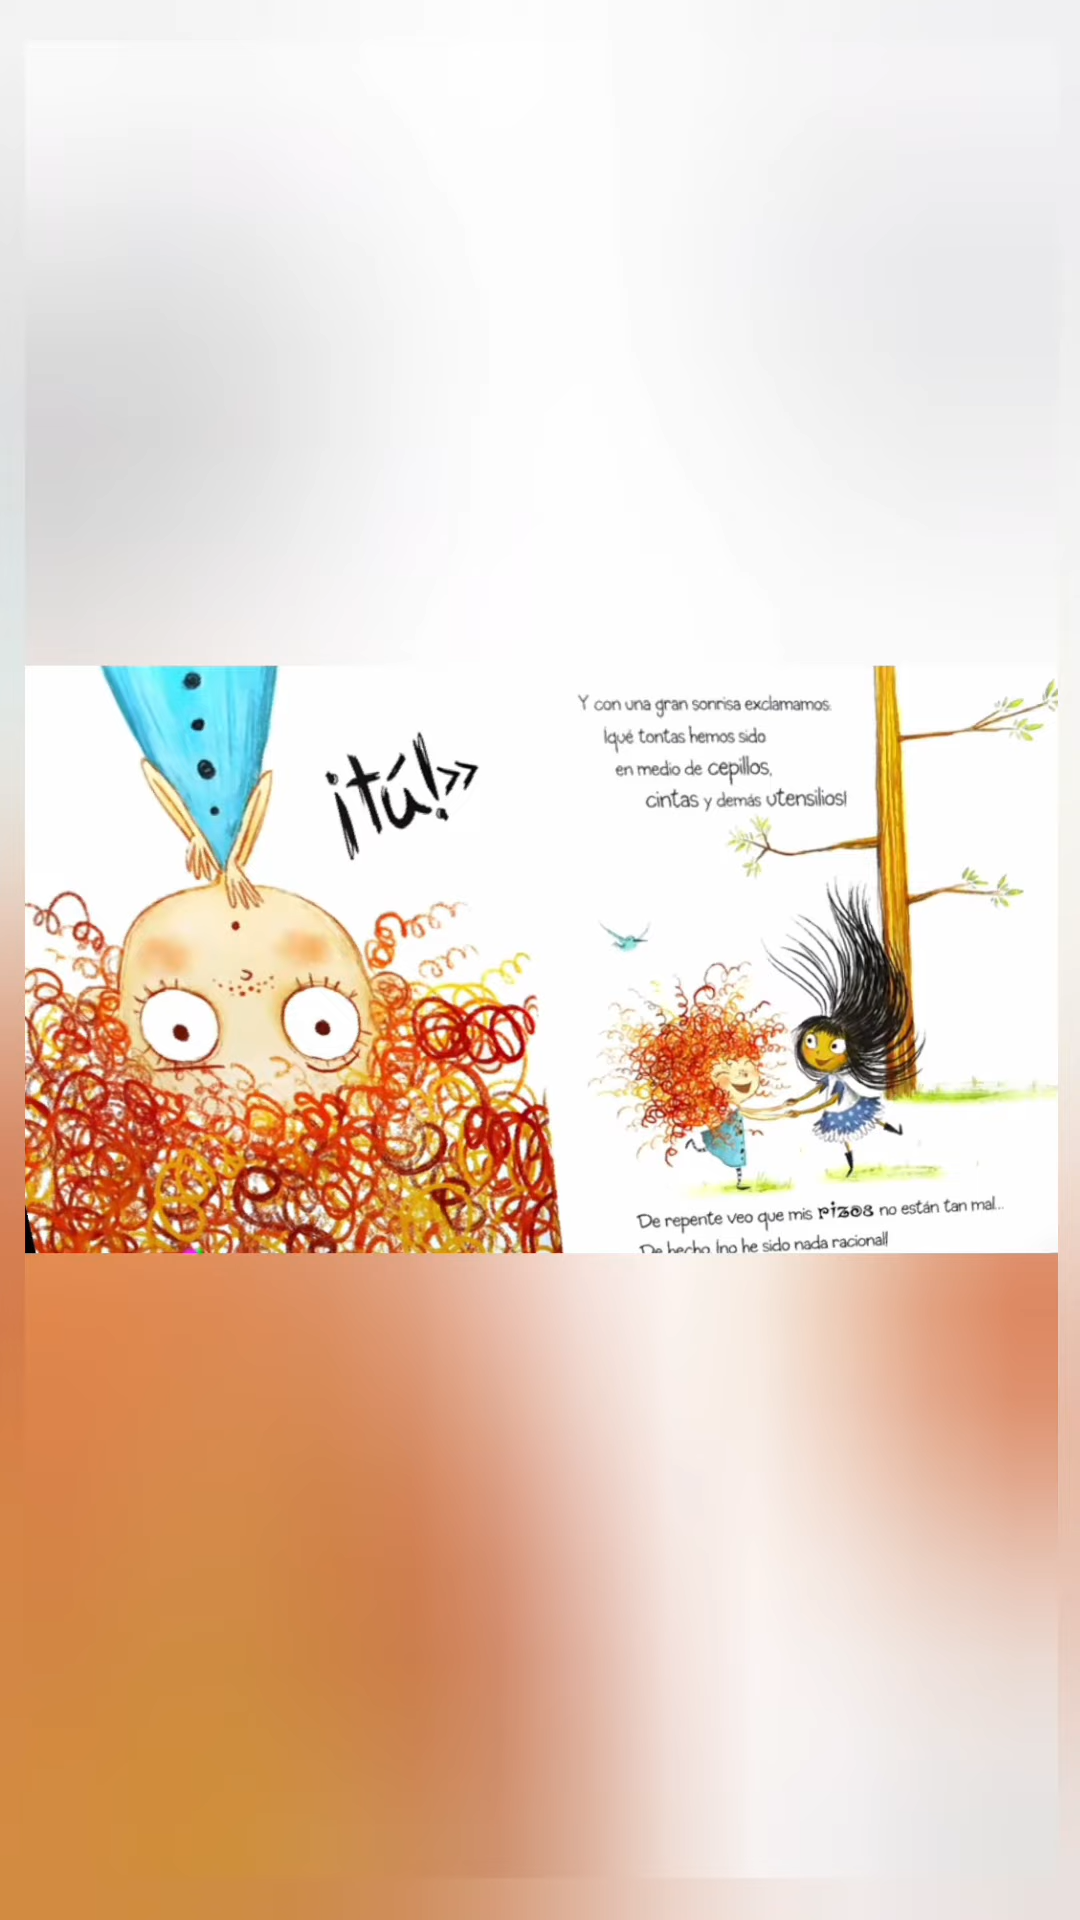 ¡tú!»
Y con una gran sonrisa exclamamos:
¡qué tontas hemos sido
en medio de cepillos,
cintas y demás utensilios!
De repente veo que mis rizos no están tan mal...
De hecho, ¡no he sido nada racional!